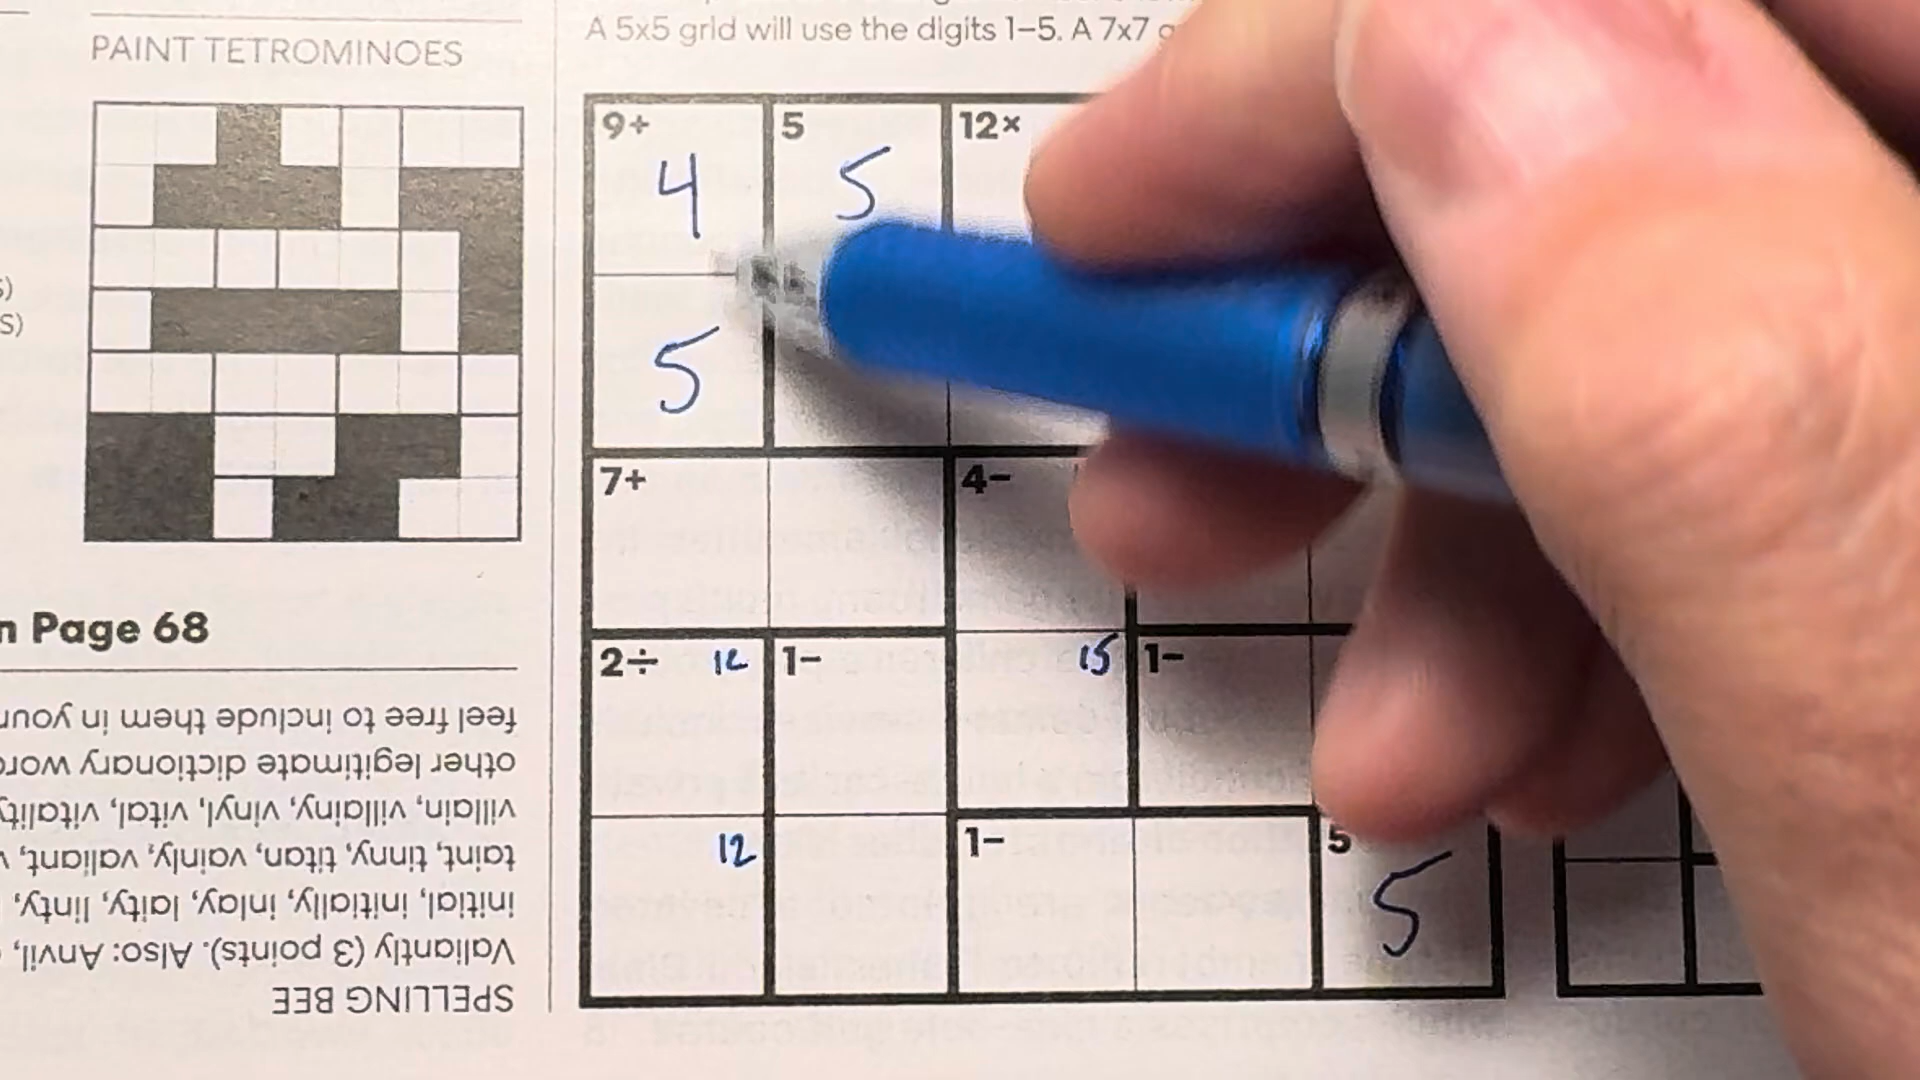 PAINT TETROMINOES
S)
S)
n Page 68
feel free to include them in your
other legitimate dictionary
villain, villainy, vinyl, vital, vitality
taint, tinny, titan, vainly, valiant,
initial, initially, inlay, laity, linty,
Valiantly (3 points). Also: Anvil,
SPELLING BEE
A 5x5 grid will use the digits 1–5. A 7x7
9+ 5 12×
4 5
5
7+ 4−
2÷ 12 1− 15 1−
12 1− 5
5